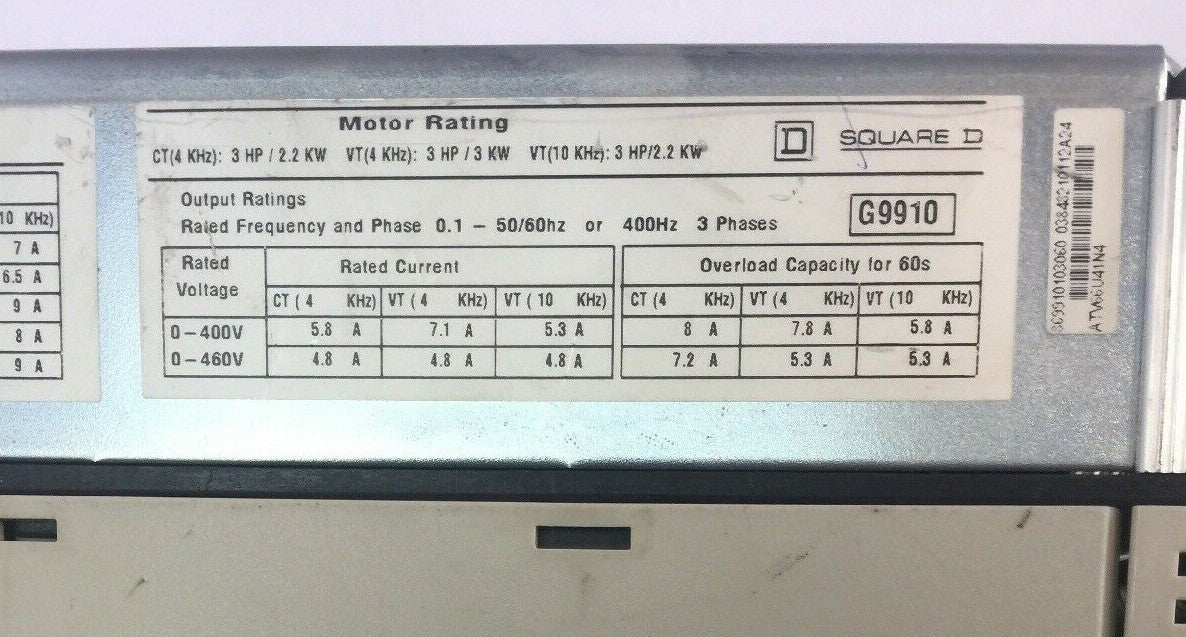 10 KHz)
7 A
6.5 A
9 A
8 A
9 A
Motor Rating
CT(4 KHz): 3 HP / 2.2 KW VT(4 KHz): 3 HP / 3 KW VT(10 KHz): 3 HP/2.2 KW
D SQUARE D
Output Ratings
Rated Frequency and Phase 0.1 – 50/60hz or 400Hz 3 Phases
G9910
Rated Voltage Rated Current Overload Capacity for 60s
CT ( 4 KHz) VT ( 4 KHz) VT ( 10 KHz) CT (4 KHz) VT (4 KHz) VT (10 KHz)
0–400V 5.8 A 7.1 A 5.3 A 8 A 7.8 A 5.8 A
0–460V 4.8 A 4.8 A 4.8 A 7.2 A 5.3 A 5.3 A
ATV66U41N4